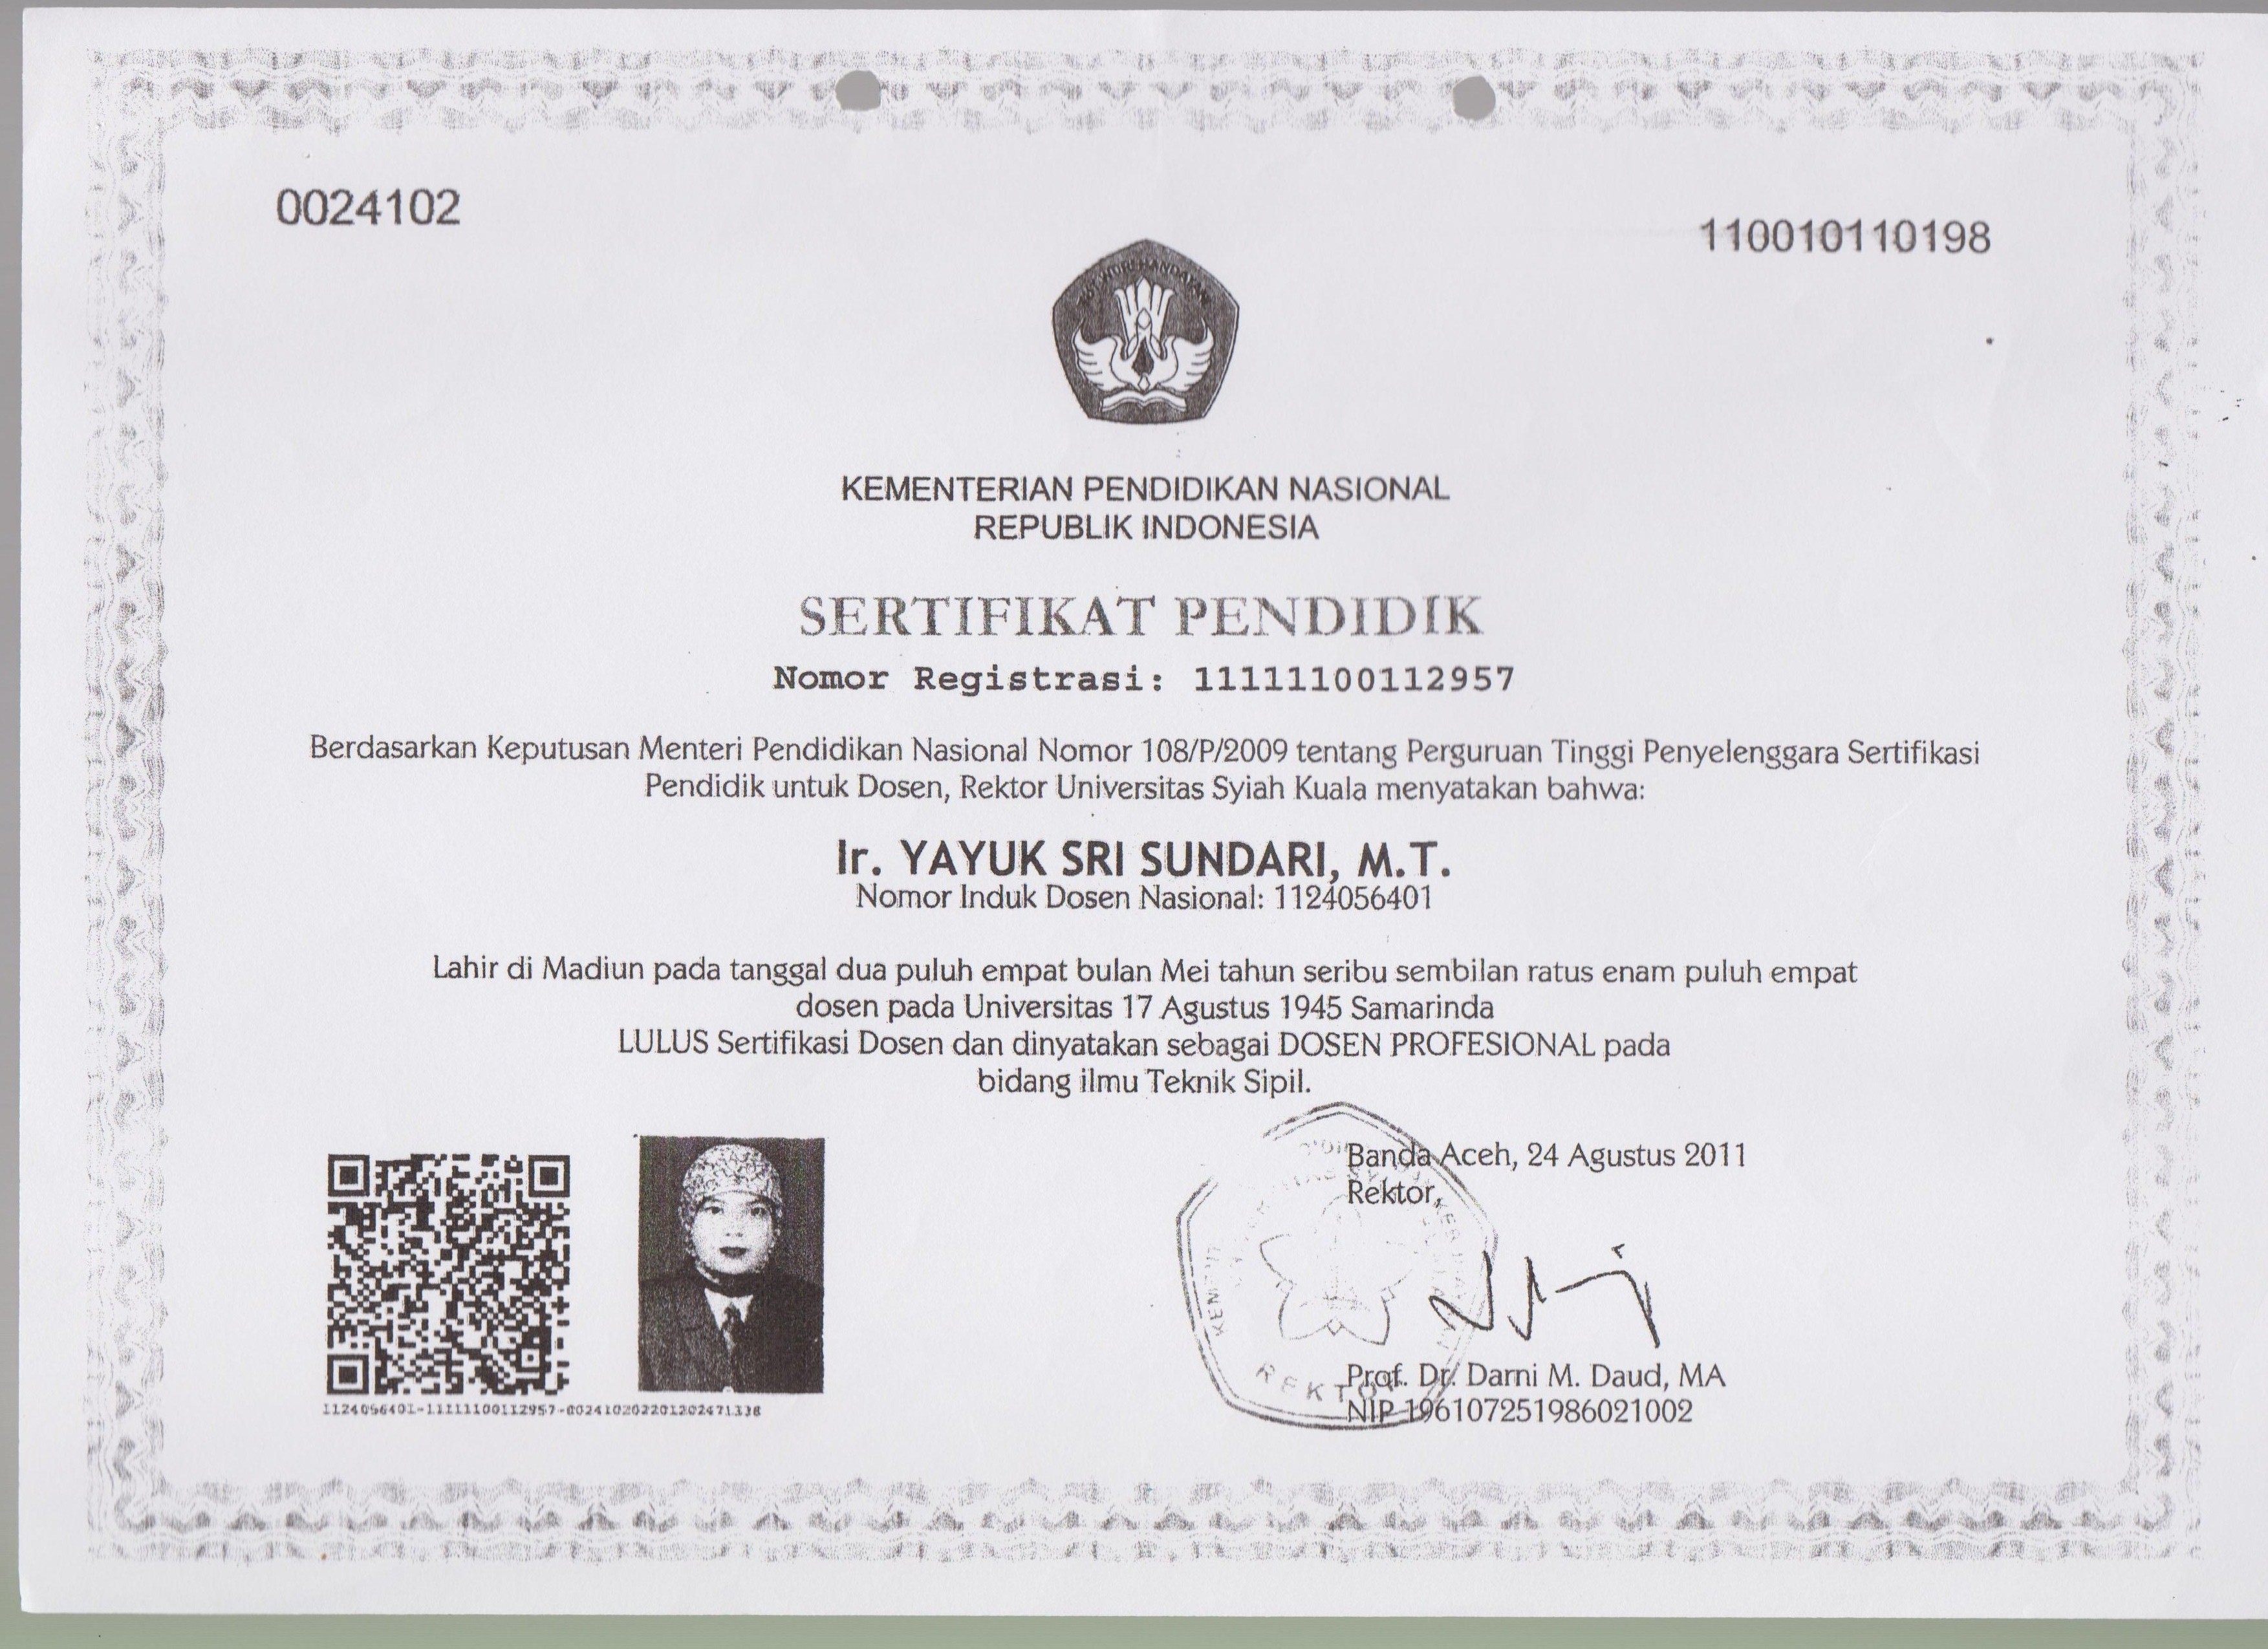 0024102
110010110198
KEMENTERIAN PENDIDIKAN NASIONAL
REPUBLIK INDONESIA
SERTIFIKAT PENDIDIK
Nomor Registrasi: 11111100112957
Berdasarkan Keputusan Menteri Pendidikan Nasional Nomor 108/P/2009 tentang Perguruan Tinggi Penyelenggara Sertifikasi
Pendidik untuk Dosen, Rektor Universitas Syiah Kuala menyatakan bahwa:
Ir. YAYUK SRI SUNDARI, M.T.
Nomor Induk Dosen Nasional: 1124056401
Lahir di Madiun pada tanggal dua puluh empat bulan Mei tahun seribu sembilan ratus enam puluh empat
dosen pada Universitas 17 Agustus 1945 Samarinda
LULUS Sertifikasi Dosen dan dinyatakan sebagai DOSEN PROFESIONAL pada
bidang ilmu Teknik Sipil.
Banda Aceh, 24 Agustus 2011
Rektor,
REKTOR
Prof. Dr. Darni M. Daud, MA
NIP 196107251986021002